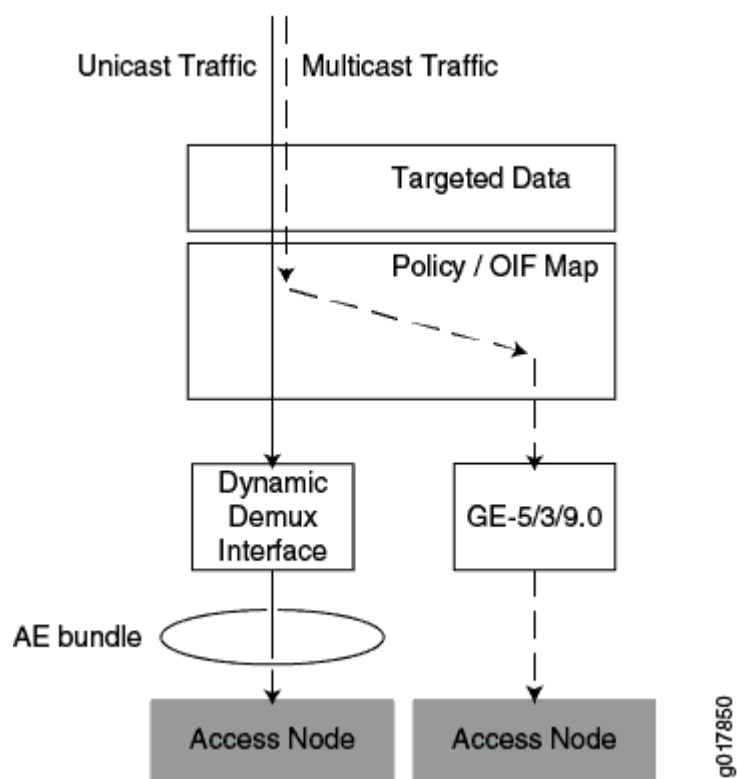 Unicast Traffic
Multicast Traffic
Targeted Data
Policy / OIF Map
Dynamic
Demux
Interface
GE-5/3/9.0
AE bundle
Access Node
Access Node
g017850